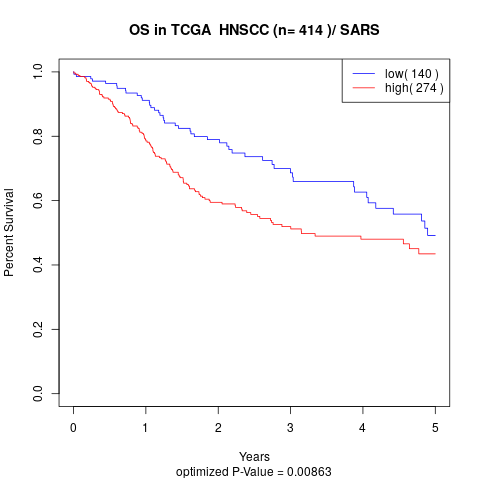 OS in TCGA  HNSCC (n= 414 )/ SARS
low( 140 )
high( 274 )
Percent Survival
1.0
0.8
0.6
0.4
0.2
0.0
0 1 2 3 4 5
Years
optimized P-Value = 0.00863